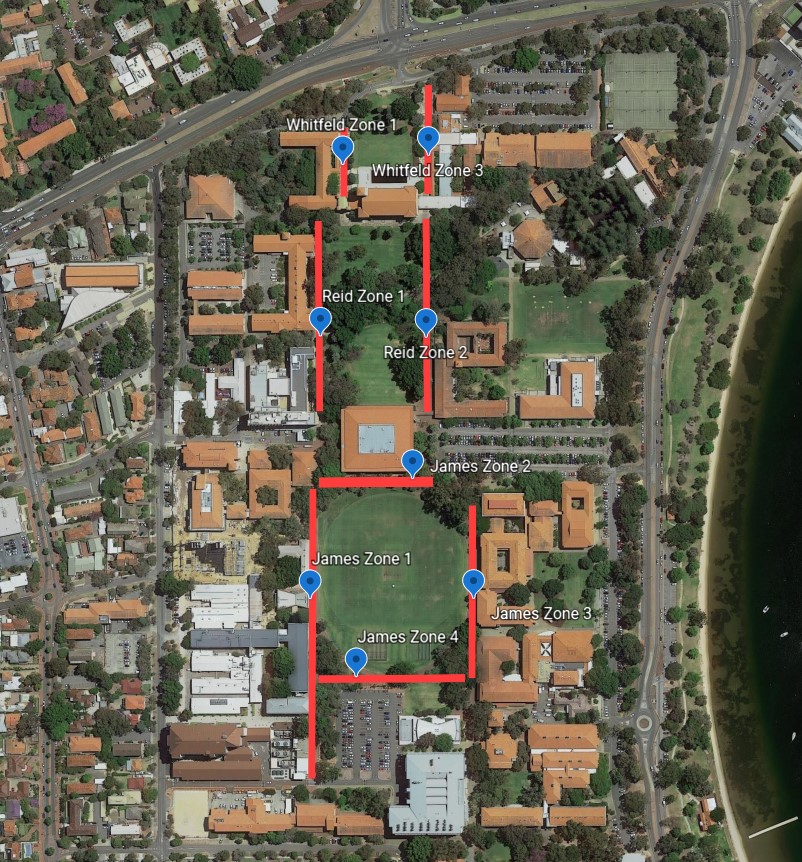 Whitfeld Zone 1
Whitfeld Zone 3
Reid Zone 1
Reid Zone 2
James Zone 2
James Zone 1
James Zone 3
James Zone 4